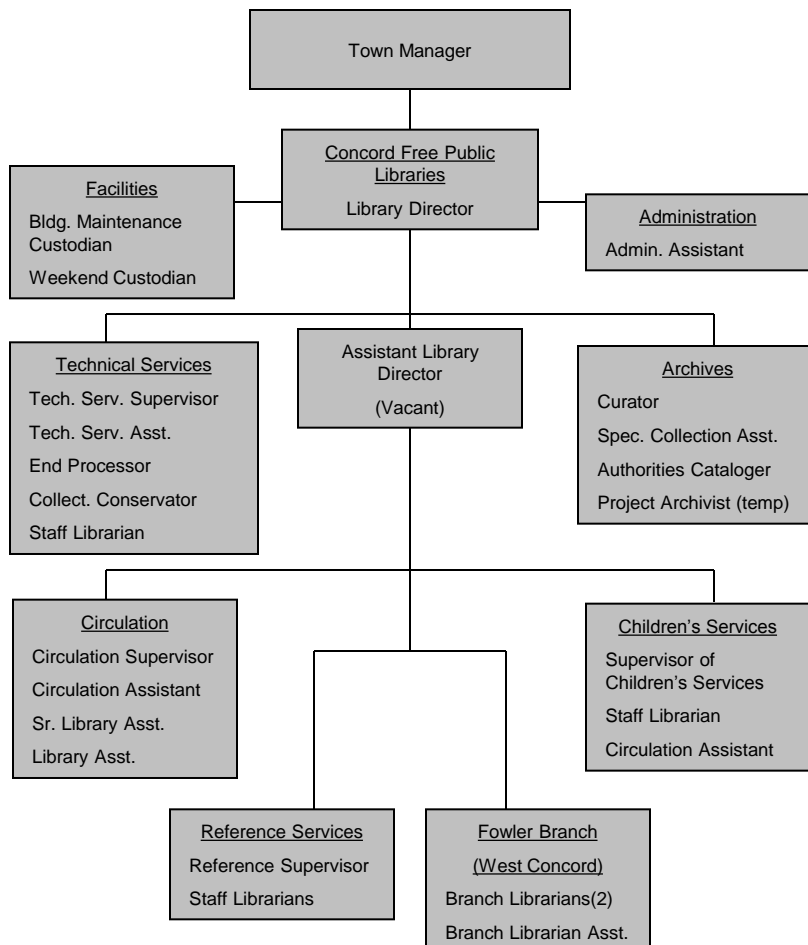 Town Manager
Concord Free Public
Libraries
Library Director
Facilities
Bldg. Maintenance
Custodian
Weekend Custodian
Administration
Admin. Assistant
Technical Services
Tech. Serv. Supervisor
Tech. Serv. Asst.
End Processor
Collect. Conservator
Staff Librarian
Assistant Library
Director
(Vacant)
Archives
Curator
Spec. Collection Asst.
Authorities Cataloger
Project Archivist (temp)
Circulation
Circulation Supervisor
Circulation Assistant
Sr. Library Asst.
Library Asst.
Children's Services
Supervisor of
Children's Services
Staff Librarian
Circulation Assistant
Reference Services
Reference Supervisor
Staff Librarians
Fowler Branch
(West Concord)
Branch Librarians(2)
Branch Librarian Asst.